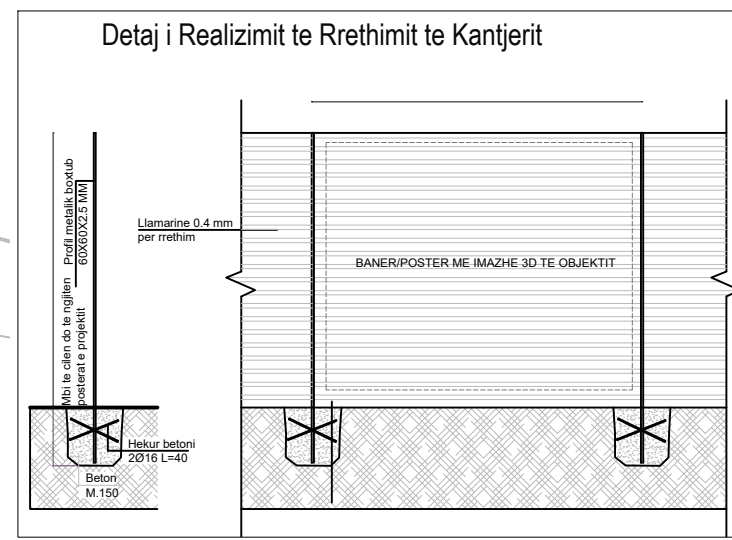 Detaj i Realizimit te Rrethimit te Kantjerit
Profil metalik boxtub
60X60X2.5 MM
Mbi te cilen do te ngjiten
posterat e projektit
Llamarine 0.4 mm
per rrethim
BANER/POSTER ME IMAZHE 3D TE OBJEKTIT
Hekur betoni
2Ø16 L=40
Beton
M.150